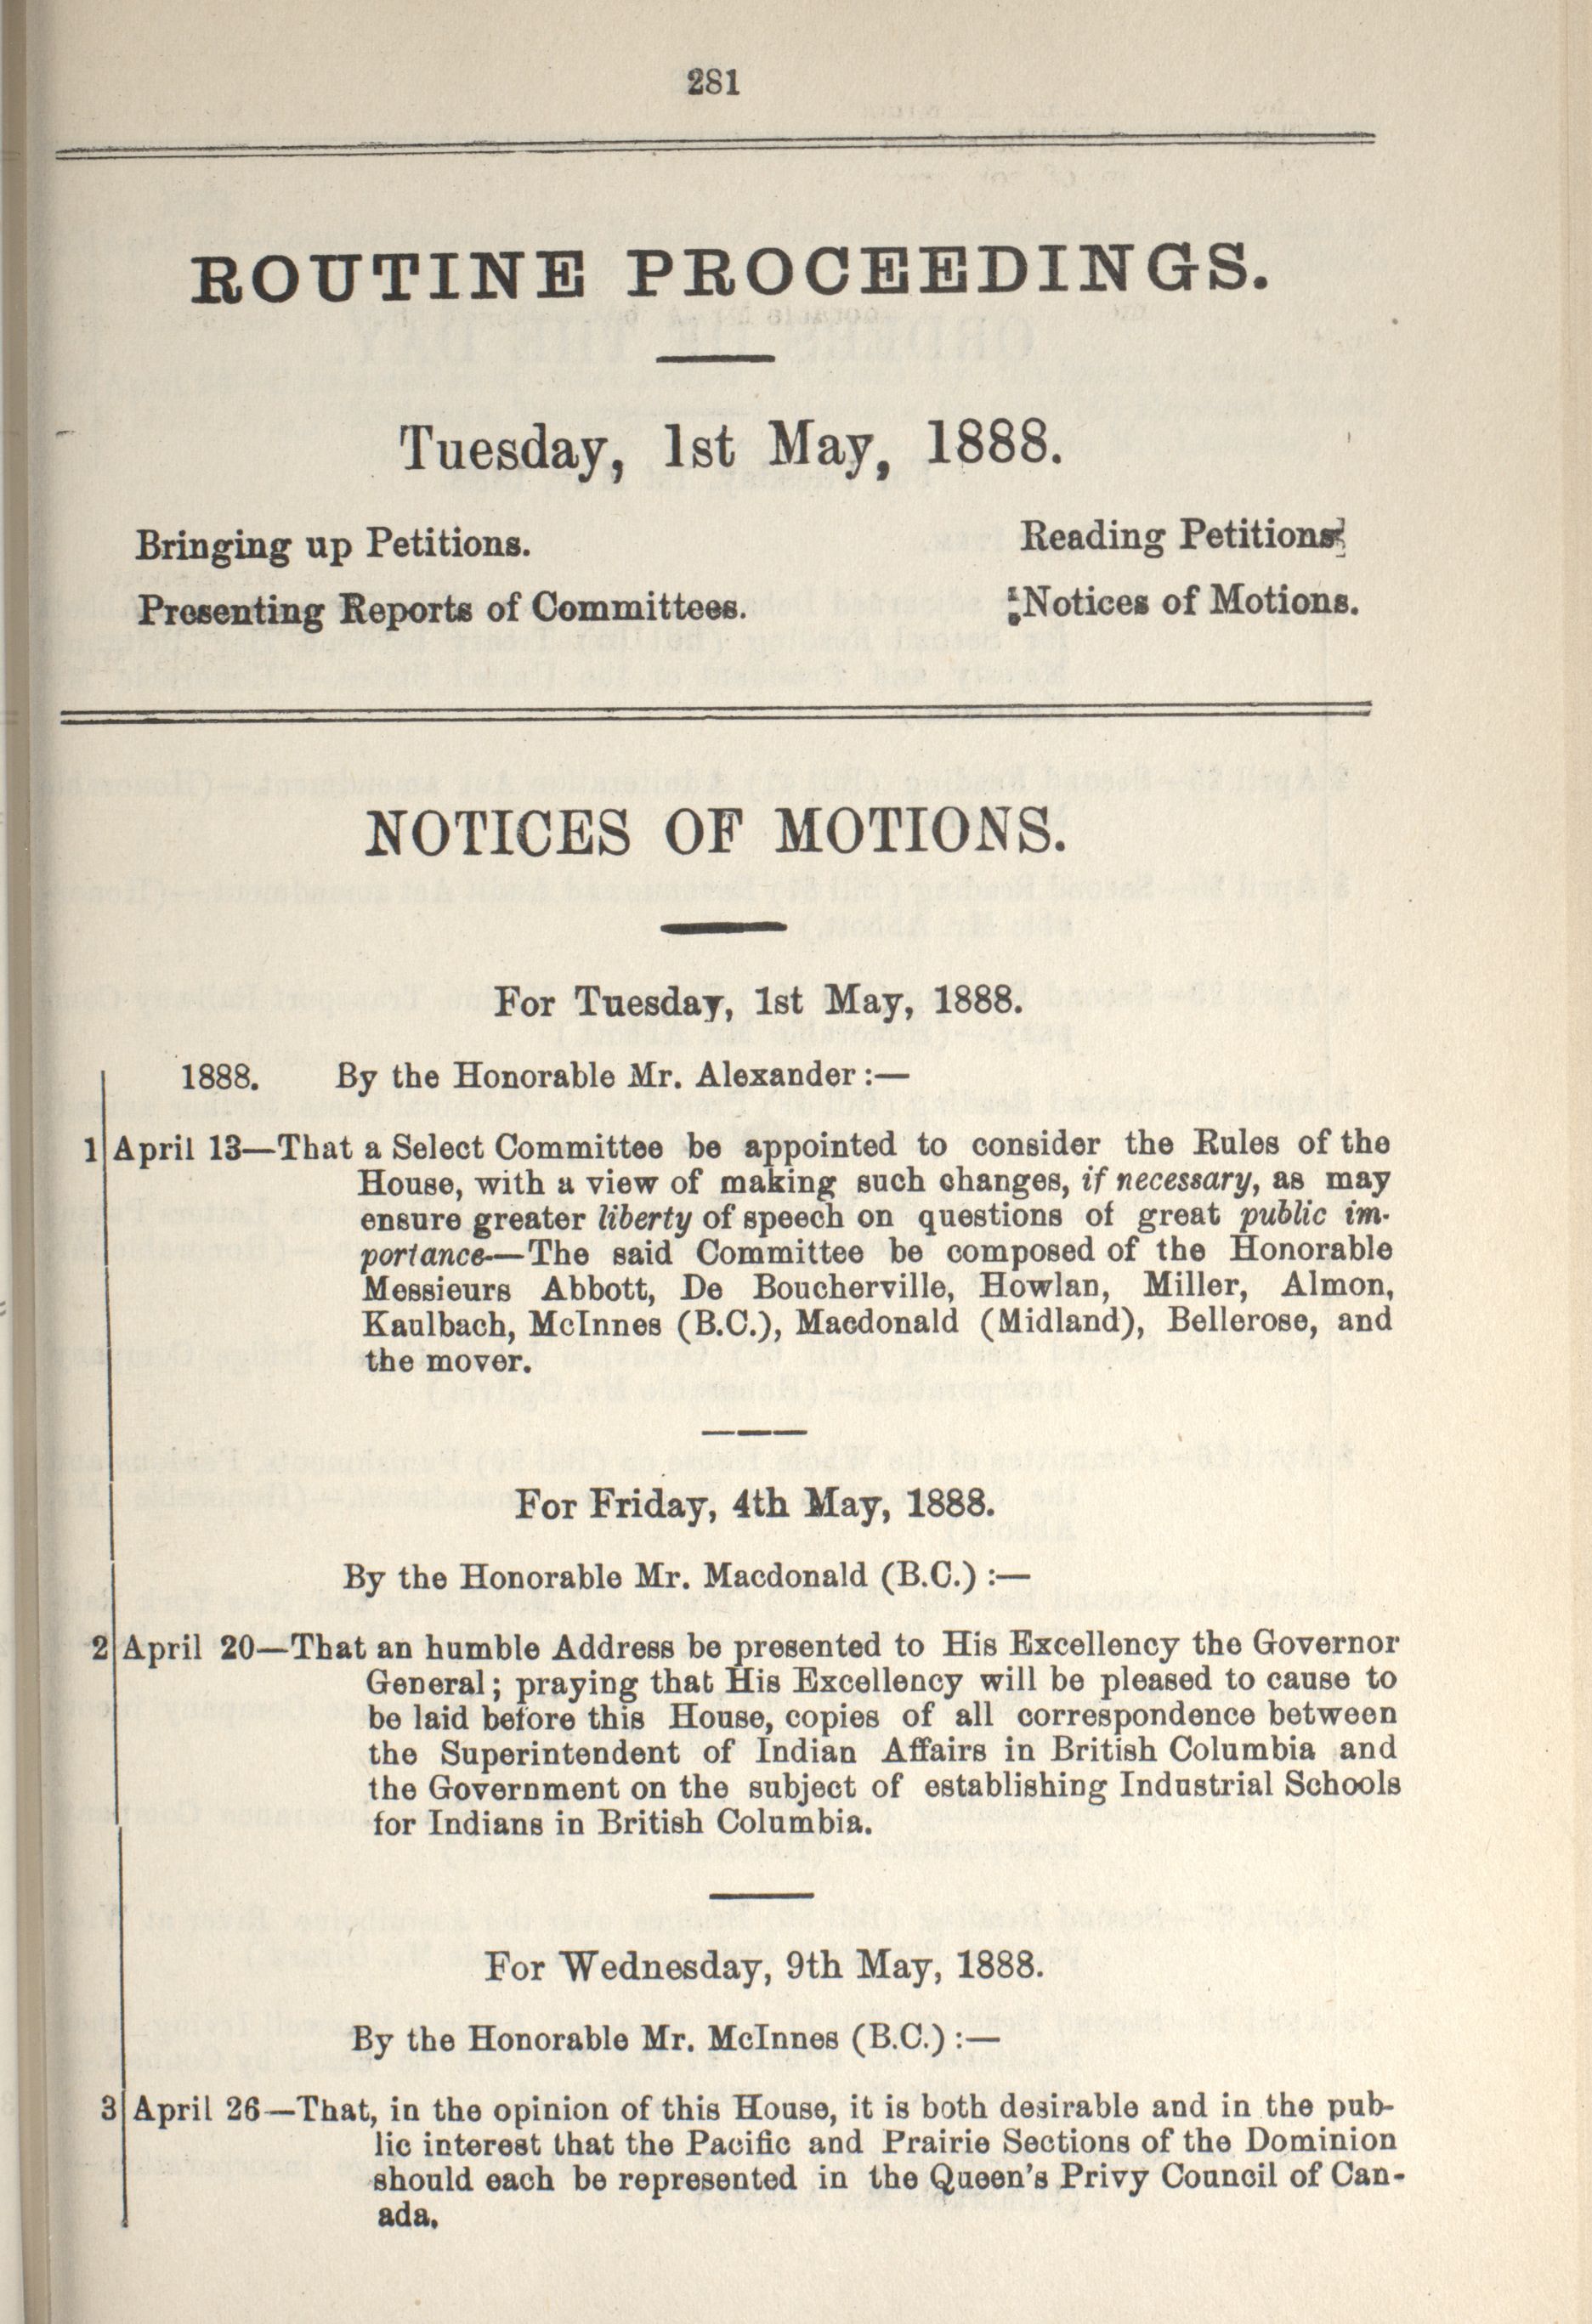 281
ROUTINE PROCEEDINGS.
Tuesday, 1st May, 1888.
Bringing up Petitions. Reading Petitions
Presenting Reports of Committees. Notices of Motions.
NOTICES OF MOTIONS.
For Tuesday, 1st May, 1888.
1888. By the Honorable Mr. Alexander:—
1 April 13—That a Select Committee be appointed to consider the Rules of the
House, with a view of making such changes, if necessary, as may
ensure greater liberty of speech on questions of great public im-
portance—The said Committee be composed of the Honorable
Messieurs Abbott, De Boucherville, Howlan, Miller, Almon,
Kaulbach, McInnes (B.C.), Macdonald (Midland), Bellerose, and
the mover.
For Friday, 4th May, 1888.
By the Honorable Mr. Macdonald (B.C.) :—
2 April 20—That an humble Address be presented to His Excellency the Governor
General; praying that His Excellency will be pleased to cause to
be laid before this House, copies of all correspondence between
the Superintendent of Indian Affairs in British Columbia and
the Government on the subject of establishing Industrial Schools
for Indians in British Columbia.
For Wednesday, 9th May, 1888.
By the Honorable Mr. McInnes (B.C.) :—
3 April 26—That, in the opinion of this House, it is both desirable and in the pub-
lic interest that the Pacific and Prairie Sections of the Dominion
should each be represented in the Queen's Privy Council of Can-
ada.